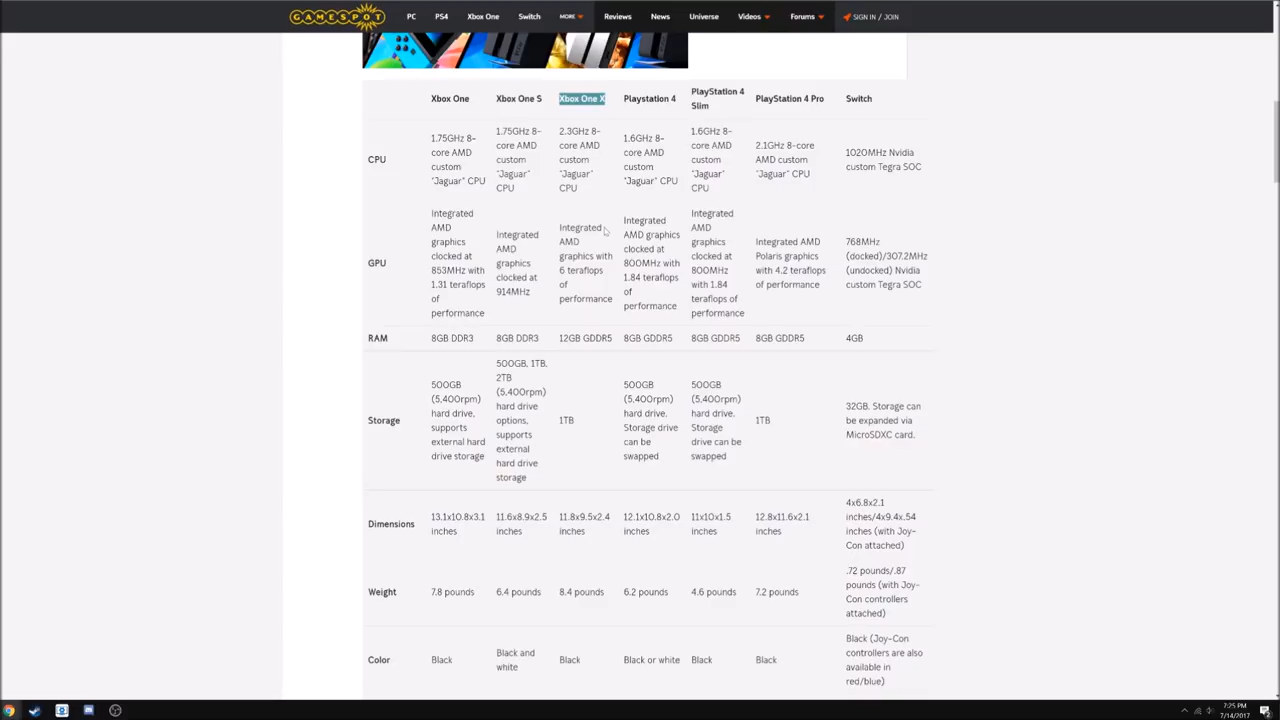 GAMESPOT PC PS4 Xbox One Switch MORE Reviews News Universe Videos Forums SIGN IN / JOIN
Xbox One Xbox One S Xbox One X Playstation 4 PlayStation 4 Slim PlayStation 4 Pro Switch
CPU
1.75GHz 8-
core AMD
custom
"Jaguar" CPU
1.75GHz 8-
core AMD
custom
"Jaguar"
CPU
2.3GHz 8-
core AMD
custom
"Jaguar"
CPU
1.6GHz 8-
core AMD
custom
"Jaguar" CPU
1.6GHz 8-
core AMD
custom
"Jaguar"
CPU
2.1GHz 8-core
AMD custom
"Jaguar" CPU
1020MHz Nvidia
custom Tegra SOC
GPU
Integrated
AMD
graphics
clocked at
853MHz with
1.31 teraflops
of
performance
Integrated
AMD
graphics
clocked at
914MHz
Integrated
AMD
graphics with
6 teraflops
of
performance
Integrated
AMD graphics
clocked at
800MHz with
1.84 teraflops
of
performance
Integrated
AMD
graphics
clocked at
800MHz
with 1.84
teraflops of
performance
Integrated AMD
Polaris graphics
with 4.2 teraflops
of performance
768MHz
(docked)/307.2MHz
(undocked) Nvidia
custom Tegra SOC
RAM 8GB DDR3 8GB DDR3 12GB GDDR5 8GB GDDR5 8GB GDDR5 8GB GDDR5 4GB
Storage
500GB
(5,400rpm)
hard drive,
supports
external hard
drive storage
500GB, 1TB,
2TB
(5,400rpm)
hard drive
options,
supports
external
hard drive
storage
1TB
500GB
(5,400rpm)
hard drive.
Storage drive
can be
swapped
500GB
(5,400rpm)
hard drive.
Storage
drive can be
swapped
1TB
32GB. Storage can
be expanded via
MicroSDXC card.
Dimensions
13.1x10.8x3.1
inches
11.6x8.9x2.5
inches
11.8x9.5x2.4
inches
12.1x10.8x2.0
inches
11x10x1.5
inches
12.8x11.6x2.1
inches
4x6.8x2.1
inches/4x9.4x.54
inches (with Joy-
Con attached)
Weight 7.8 pounds 6.4 pounds 8.4 pounds 6.2 pounds 4.6 pounds 7.2 pounds
.72 pounds/.87
pounds (with Joy-
Con controllers
attached)
Color Black
Black and
white
Black Black or white Black Black
Black (Joy-Con
controllers are also
available in
red/blue)
7:25 PM
7/14/2017